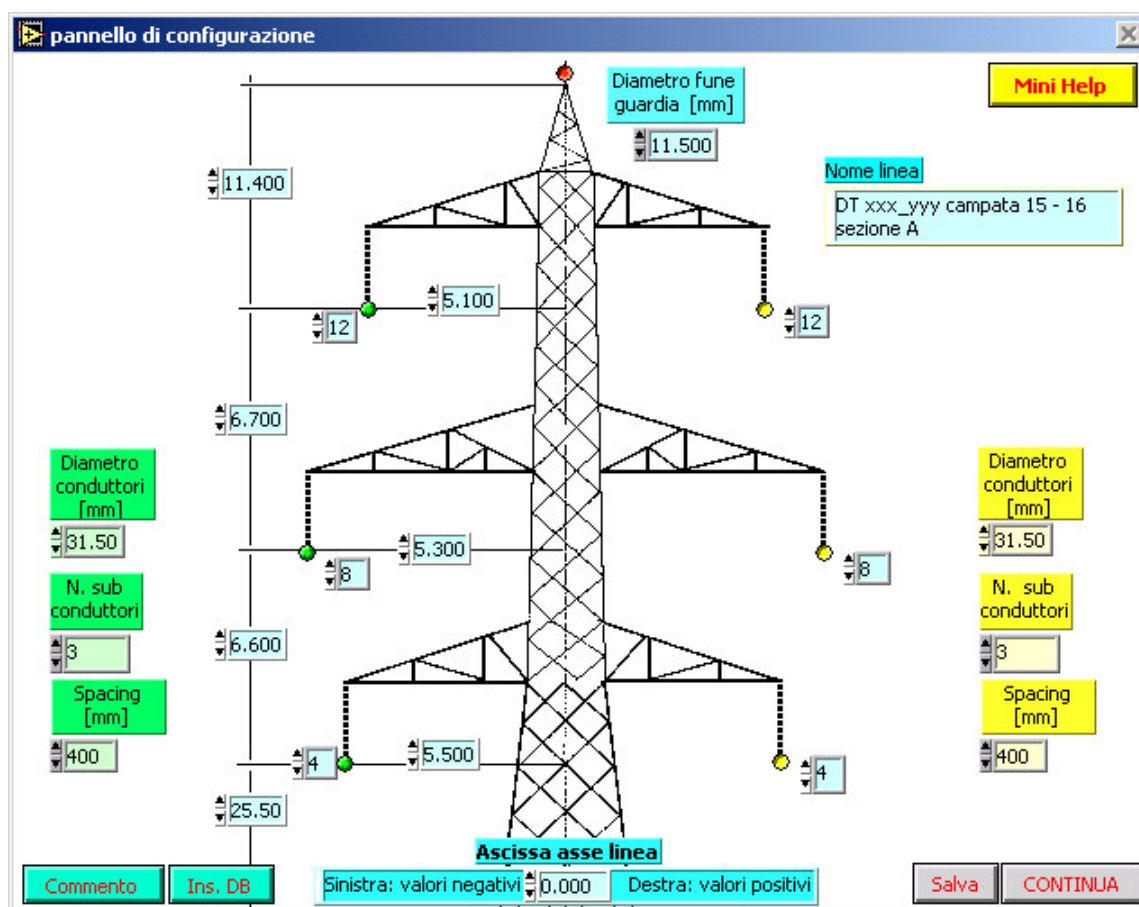 pannello di configurazione
Mini Help
Diametro fune
guardia [mm]
11.500
11.400
Nome linea
DT xxx_yyy campata 15 - 16
sezione A
5.100
12
12
6.700
Diametro
conduttori
[mm]
31.50
Diametro
conduttori
[mm]
31.50
5.300
8
8
N. sub
conduttori
3
N. sub
conduttori
3
6.600
Spacing
[mm]
400
Spacing
[mm]
400
5.500
4
4
25.50
Ascissa asse linea
Sinistra: valori negativi
0.000
Destra: valori positivi
Commento
Ins. DB
Salva
CONTINUA